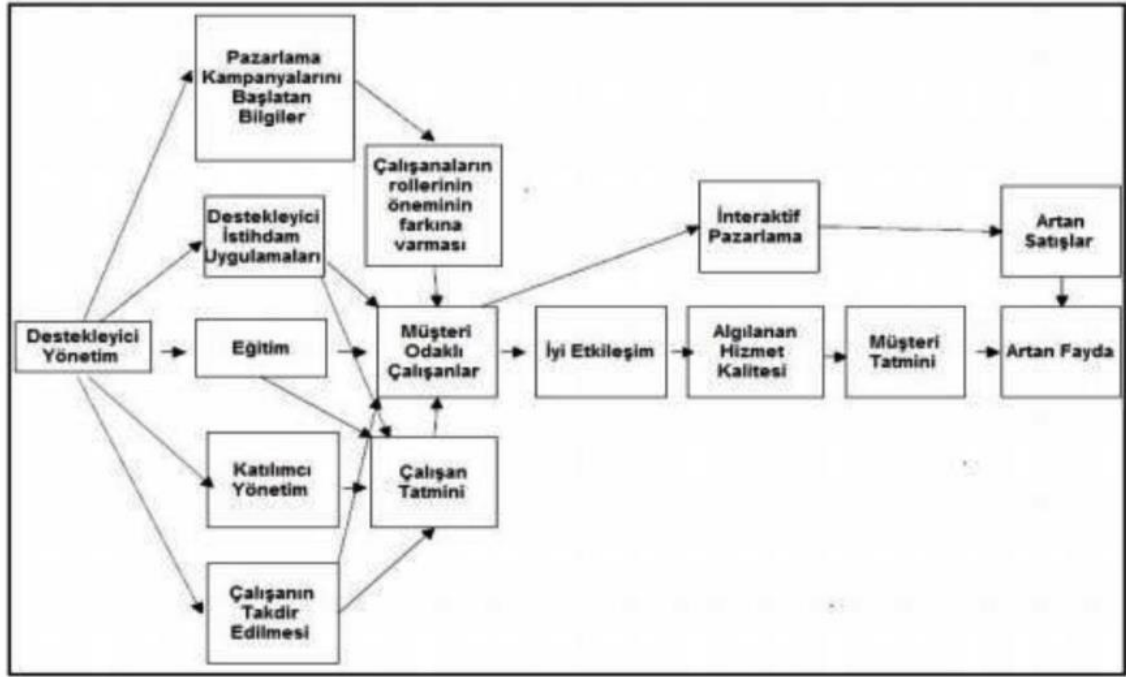 Pazarlama
Kampanyalarını
Başlatan
Bilgiler
Çalışanaların
rollerinin
öneminin
farkına
varması
Destekleyici
İstihdam
Uygulamaları
İnteraktif
Pazarlama
Artan
Satışlar
Destekleyici
Yönetim
Eğitim
Müşteri
Odaklı
Çalışanlar
İyi Etkileşim
Algılanan
Hizmet
Kalitesi
Müşteri
Tatmini
Artan Fayda
Katılımcı
Yönetim
Çalışan
Tatmini
Çalışanın
Takdir
Edilmesi